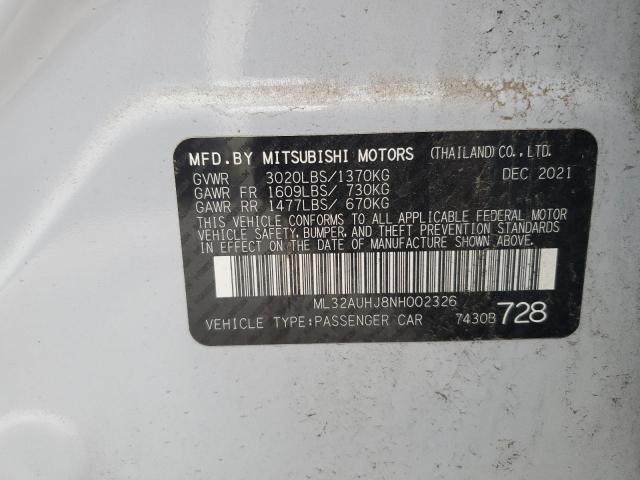 MFD.BY MITSUBISHI MOTORS (THAILAND)CO.,LTD.
GVWR 3020LBS/1370KG DEC 2021
GAWR FR 1609LBS/ 730KG
GAWR RR 1477LBS/ 670KG
THIS VEHICLE CONFORMS TO ALL APPLICABLE FEDERAL MOTOR
VEHICLE SAFETY, BUMPER, AND THEFT PREVENTION STANDARDS
IN EFFECT ON THE DATE OF MANUFACTURE SHOWN ABOVE.
ML32AUHJ8NH002326
VEHICLE TYPE:PASSENGER CAR 7430B728